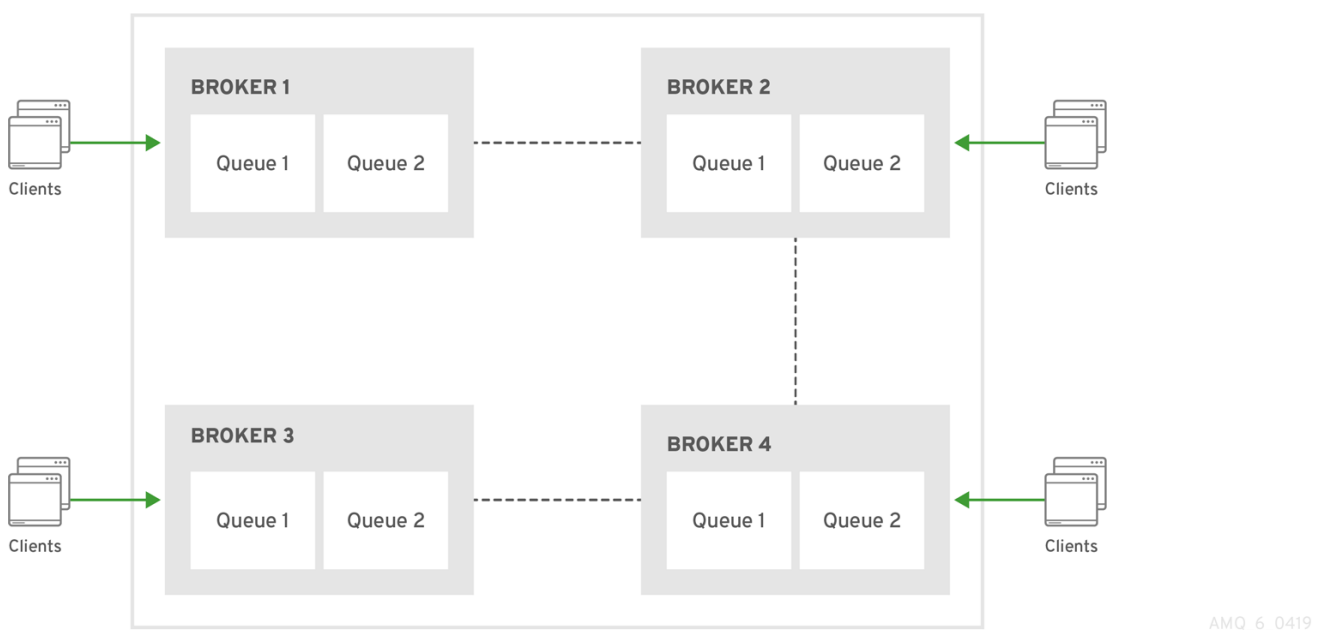 BROKER 1
BROKER 2
Queue 1
Queue 2
Queue 1
Queue 2
Clients
Clients
BROKER 3
BROKER 4
Queue 1
Queue 2
Queue 1
Queue 2
Clients
Clients
AMQ_6_0419